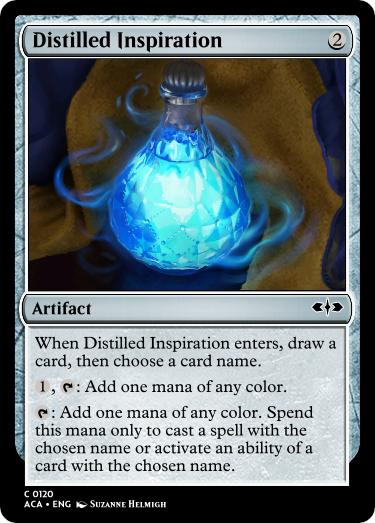 Distilled Inspiration 2
Artifact
When Distilled Inspiration enters, draw a
card, then choose a card name.
1, : Add one mana of any color.
: Add one mana of any color. Spend
this mana only to cast a spell with the
chosen name or activate an ability of a
card with the chosen name.
C 0120
ACA • ENG SUZANNE HELMIGH